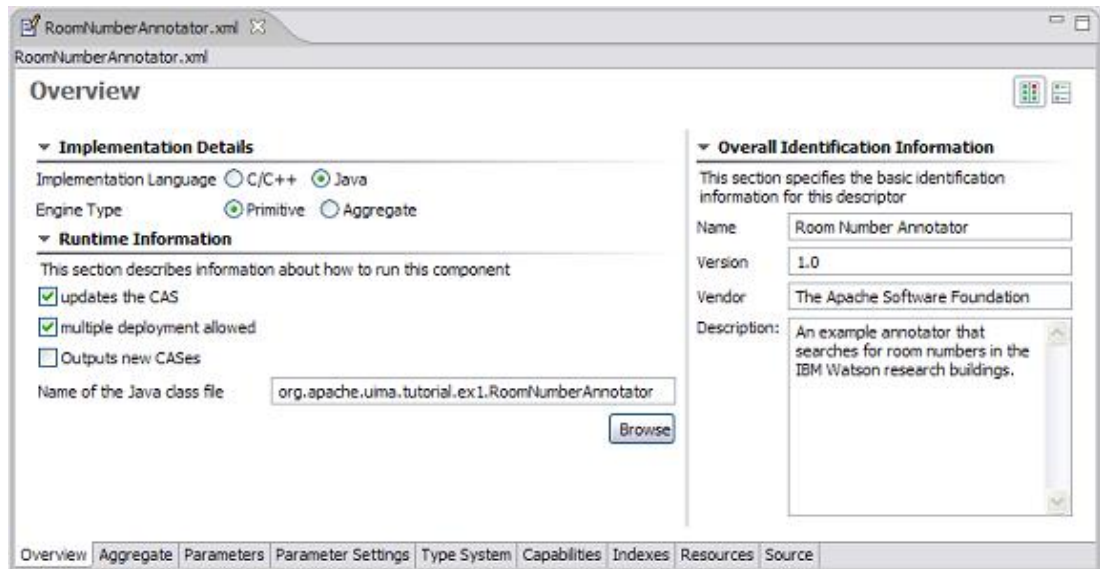 RoomNumberAnnotator.xml
RoomNumberAnnotator.xml
Overview
Implementation Details
Implementation Language C/C++ Java
Engine Type Primitive Aggregate
Runtime Information
This section describes information about how to run this component
updates the CAS
multiple deployment allowed
Outputs new CASes
Name of the Java class file org.apache.uima.tutorial.ex1.RoomNumberAnnotator
Browse
Overall Identification Information
This section specifies the basic identification
information for this descriptor
Name Room Number Annotator
Version 1.0
Vendor The Apache Software Foundation
Description: An example annotator that
searches for room numbers in the
IBM Watson research buildings.
Overview Aggregate Parameters Parameter Settings Type System Capabilities Indexes Resources Source